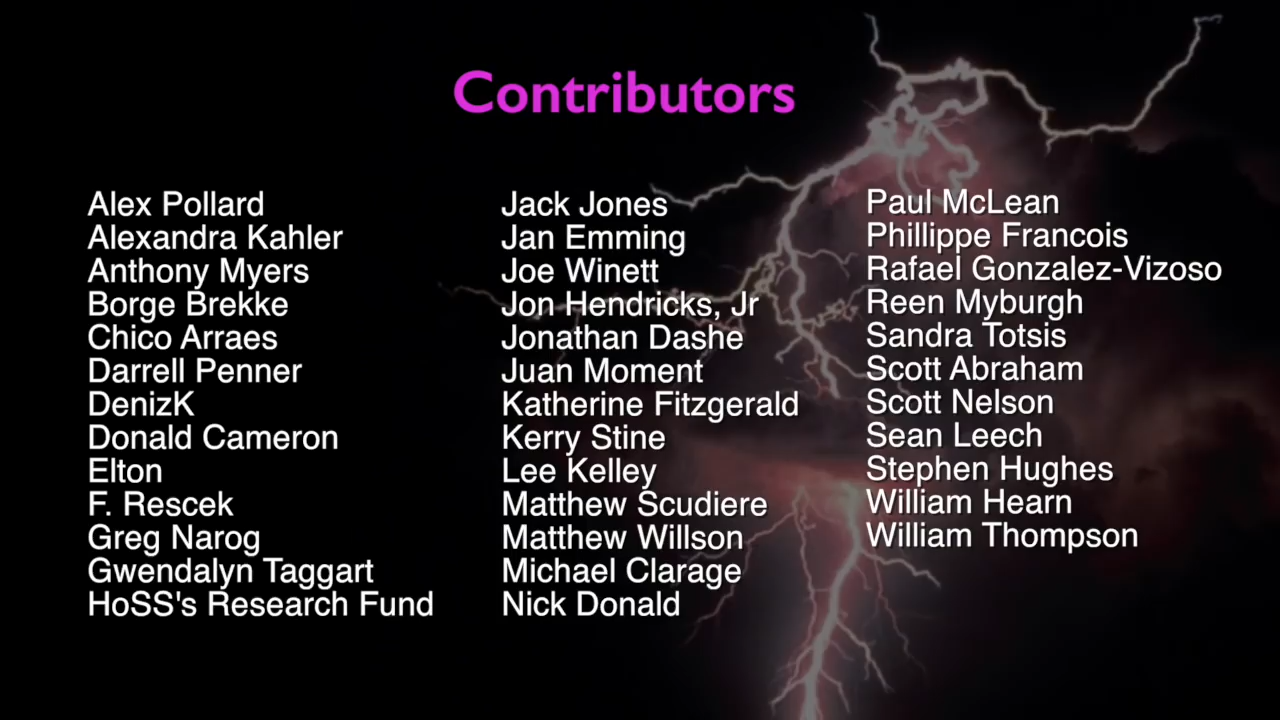 Contributors
Alex Pollard
Alexandra Kahler
Anthony Myers
Borge Brekke
Chico Arraes
Darrell Penner
DenizK
Donald Cameron
Elton
F. Rescek
Greg Narog
Gwendalyn Taggart
HoSS's Research Fund
Jack Jones
Jan Emming
Joe Winett
Jon Hendricks, Jr
Jonathan Dashe
Juan Moment
Katherine Fitzgerald
Kerry Stine
Lee Kelley
Matthew Scudiere
Matthew Willson
Michael Clarage
Nick Donald
Paul McLean
Phillippe Francois
Rafael Gonzalez-Vizoso
Reen Myburgh
Sandra Totsis
Scott Abraham
Scott Nelson
Sean Leech
Stephen Hughes
William Hearn
William Thompson